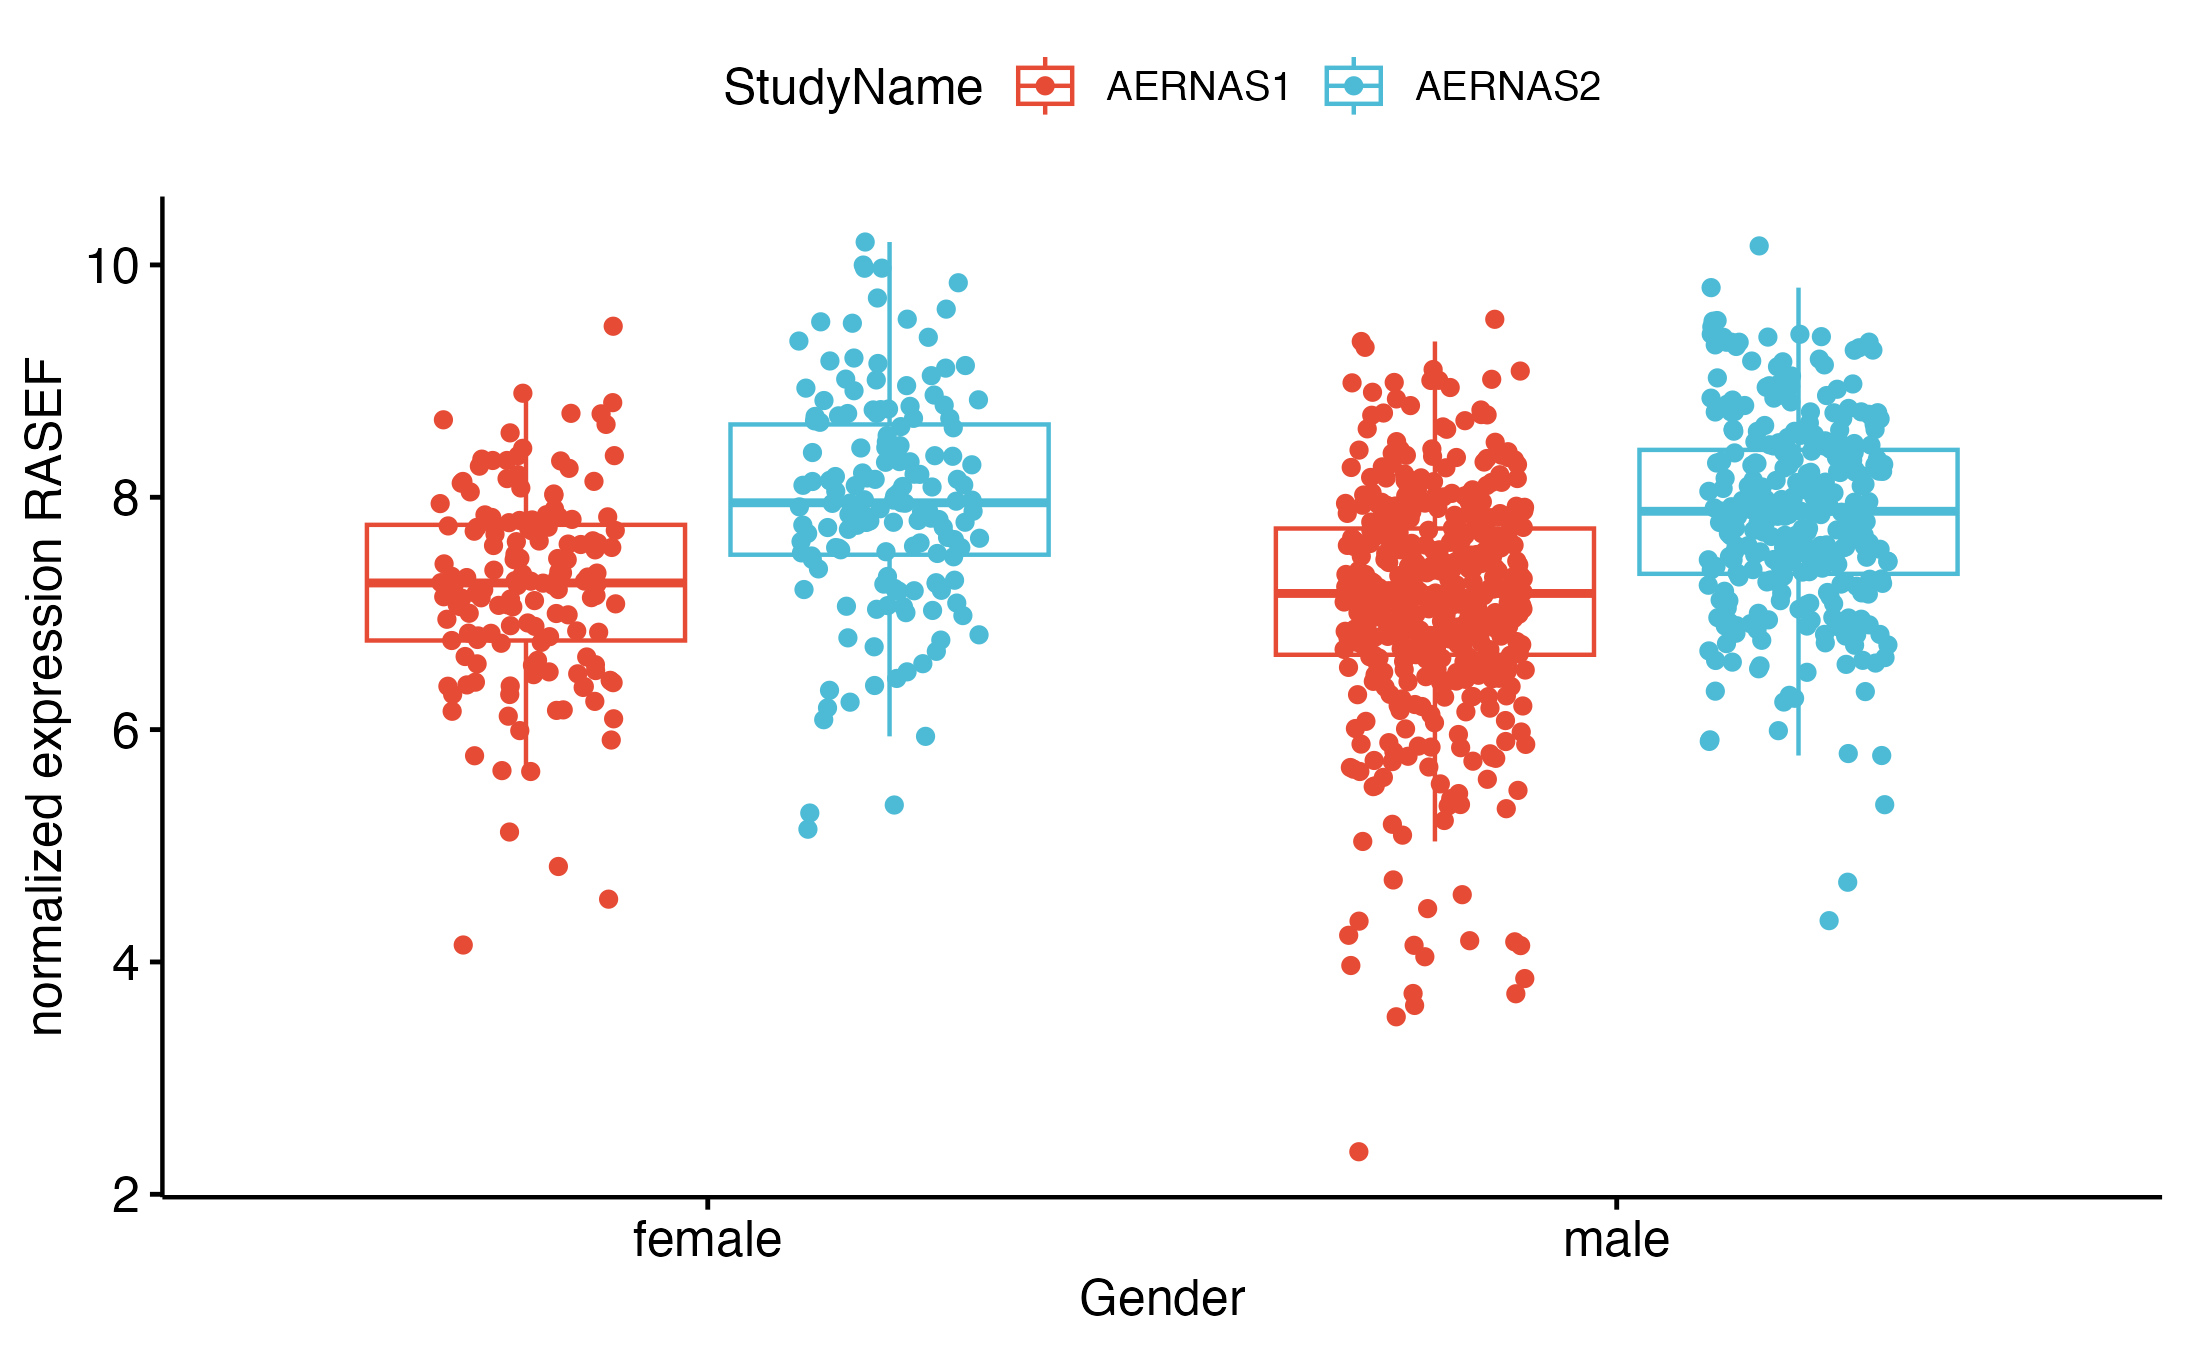 StudyName AERNAS1 AERNAS2
normalized expression RASEF
10
8
6
4
2
female male
Gender